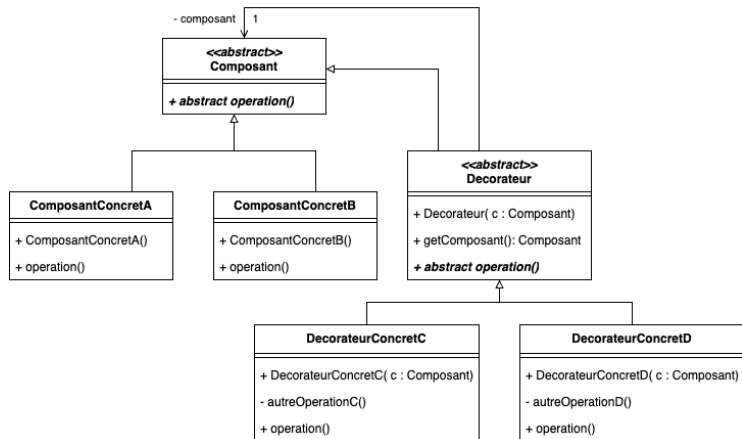 - composant 1
<<abstract>>
Composant
+ abstract operation()
<<abstract>>
Decorateur
+ Decorateur( c : Composant)
+ getComposant(): Composant
+ abstract operation()
ComposantConcretA
+ ComposantConcretA()
+ operation()
ComposantConcretB
+ ComposantConcretB()
+ operation()
DecorateurConcretC
+ DecorateurConcretC( c : Composant)
- autreOperationC()
+ operation()
DecorateurConcretD
+ DecorateurConcretD( c : Composant)
- autreOperationD()
+ operation()